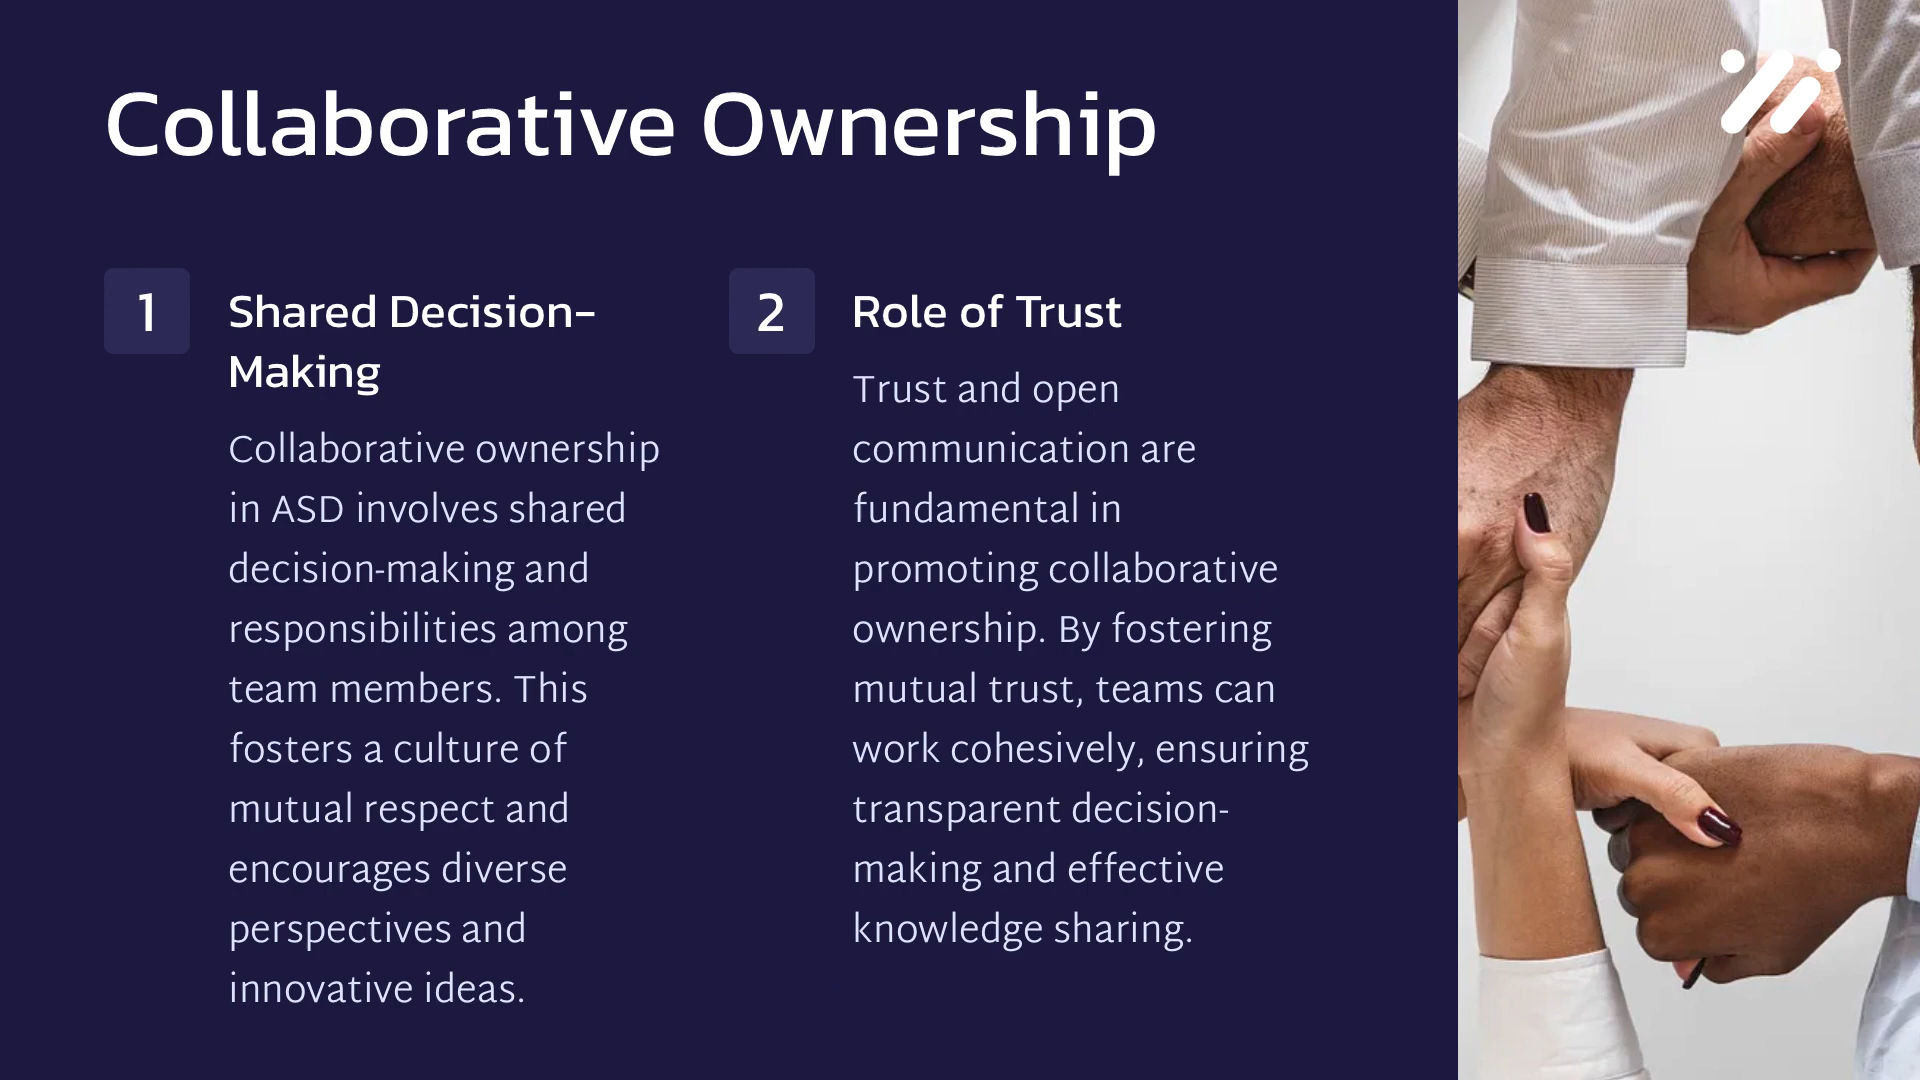 Collaborative Ownership
1
Shared Decision-
Making
Collaborative ownership
in ASD involves shared
decision-making and
responsibilities among
team members. This
fosters a culture of
mutual respect and
encourages diverse
perspectives and
innovative ideas.
2
Role of Trust
Trust and open
communication are
fundamental in
promoting collaborative
ownership. By fostering
mutual trust, teams can
work cohesively, ensuring
transparent decision-
making and effective
knowledge sharing.